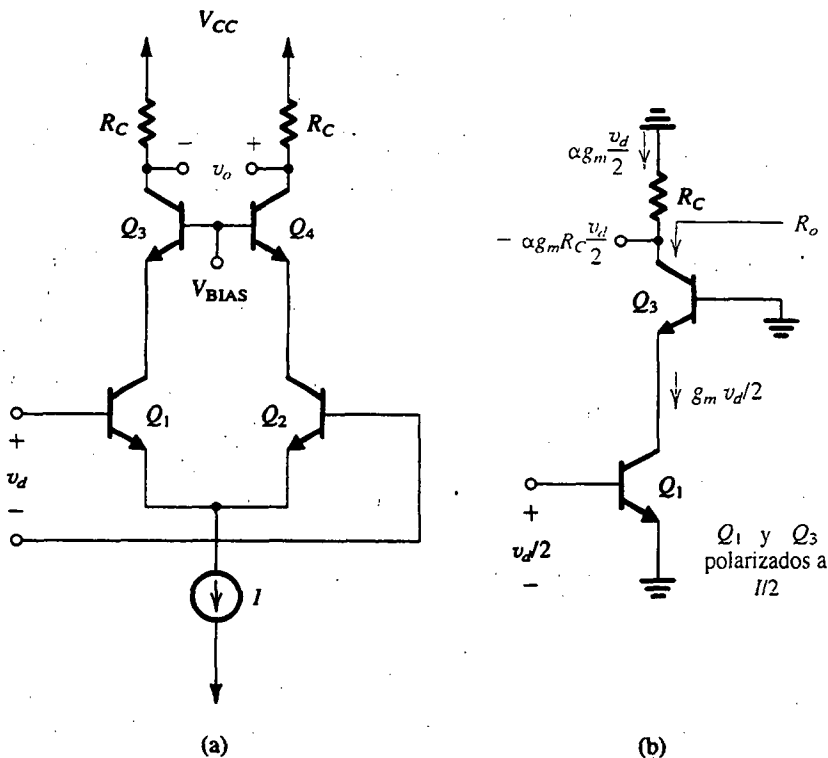 V_CC
R_C
R_C
−
v_o
+
Q_3
Q_4
V_BIAS
Q_1
Q_2
+
v_d
−
I
(a)
αg_m v_d/2
R_C
− αg_m R_C v_d/2
R_o
Q_3
g_m v_d/2
Q_1
+
v_d/2
−
Q_1 y Q_3
polarizados a
I/2
(b)